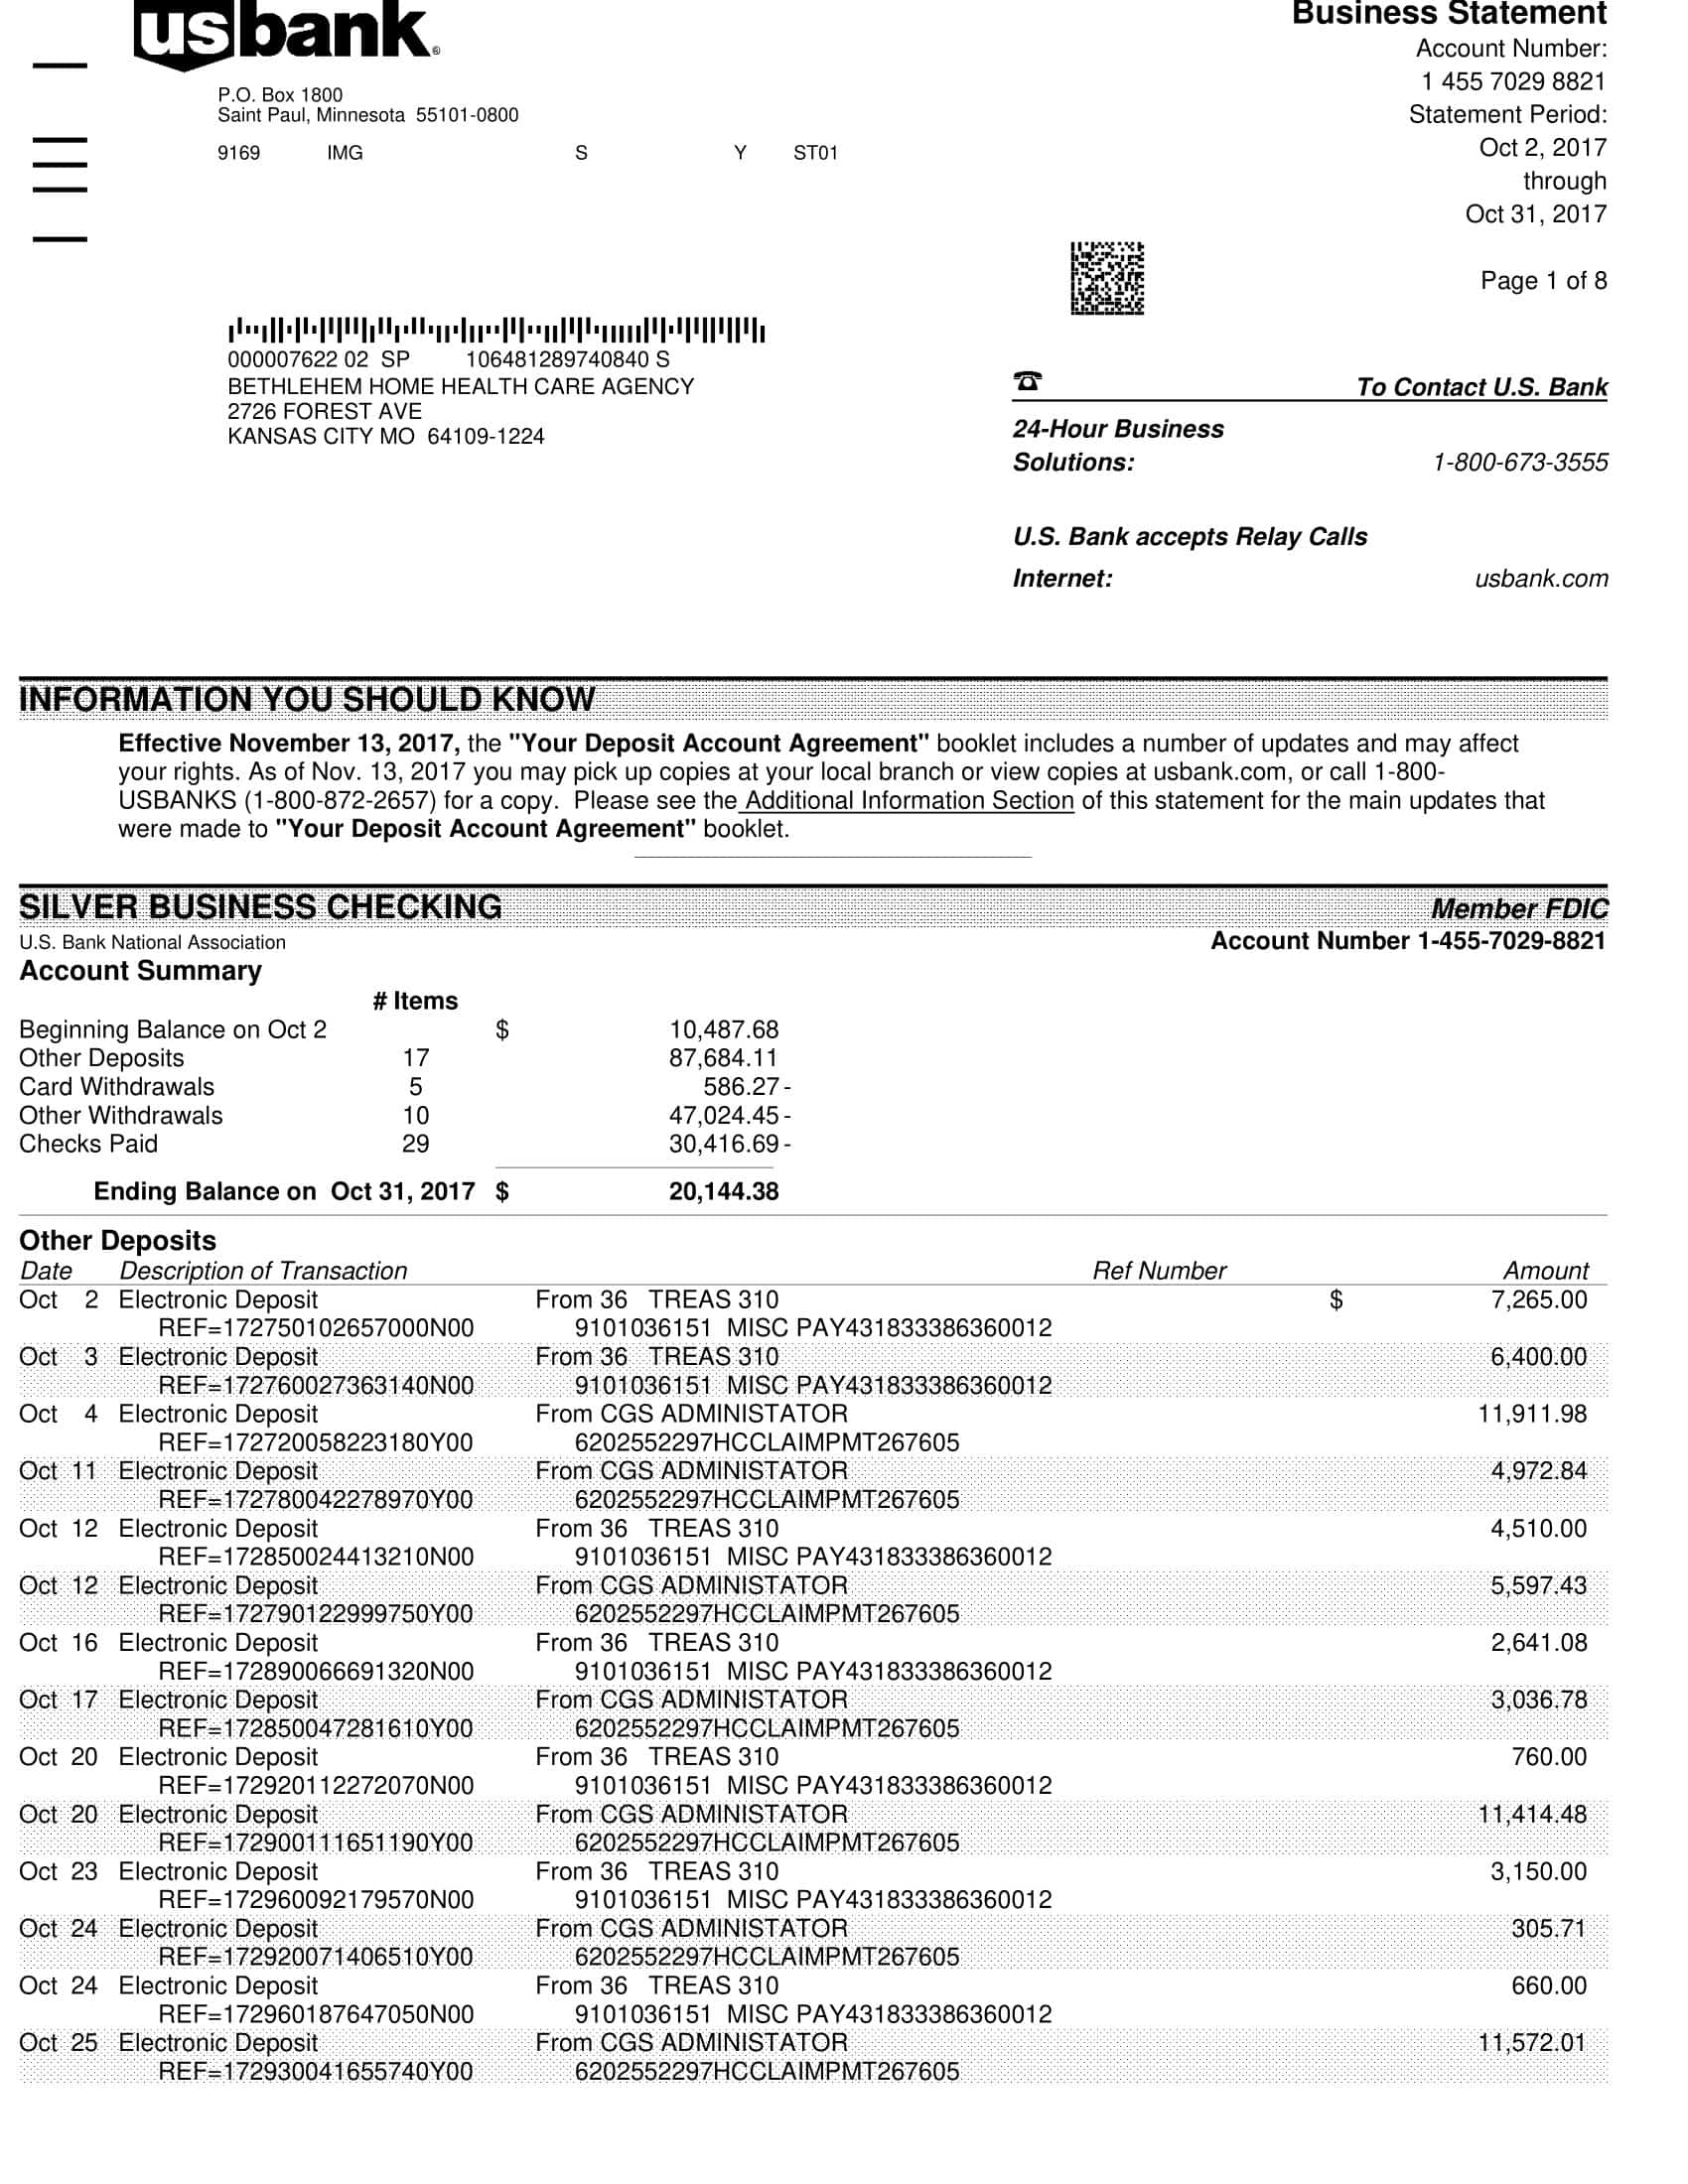 usbank®
Business Statement
Account Number:
1 455 7029 8821
Statement Period:
Oct 2, 2017
through
Oct 31, 2017
Page 1 of 8
P.O. Box 1800
Saint Paul, Minnesota 55101-0800
9169 IMG S Y ST01
000007622 02 SP 106481289740840 S
BETHLEHEM HOME HEALTH CARE AGENCY
2726 FOREST AVE
KANSAS CITY MO 64109-1224
To Contact U.S. Bank
24-Hour Business
Solutions: 1-800-673-3555
U.S. Bank accepts Relay Calls
Internet: usbank.com
INFORMATION YOU SHOULD KNOW
Effective November 13, 2017, the "Your Deposit Account Agreement" booklet includes a number of updates and may affect
your rights. As of Nov. 13, 2017 you may pick up copies at your local branch or view copies at usbank.com, or call 1-800-
USBANKS (1-800-872-2657) for a copy. Please see the Additional Information Section of this statement for the main updates that
were made to "Your Deposit Account Agreement" booklet.
SILVER BUSINESS CHECKING Member FDIC
U.S. Bank National Association Account Number 1-455-7029-8821
Account Summary
# Items
Beginning Balance on Oct 2 $ 10,487.68
Other Deposits 17 87,684.11
Card Withdrawals 5 586.27-
Other Withdrawals 10 47,024.45-
Checks Paid 29 30,416.69-
Ending Balance on Oct 31, 2017 $ 20,144.38
Other Deposits
Date Description of Transaction Ref Number Amount
Oct 2 Electronic Deposit From 36 TREAS 310 $ 7,265.00
REF=172750102657000N00 9101036151 MISC PAY431833386360012
Oct 3 Electronic Deposit From 36 TREAS 310 6,400.00
REF=172760027363140N00 9101036151 MISC PAY431833386360012
Oct 4 Electronic Deposit From CGS ADMINISTATOR 11,911.98
REF=172720058223180Y00 6202552297HCCLAIMPMT267605
Oct 11 Electronic Deposit From CGS ADMINISTATOR 4,972.84
REF=172780042278970Y00 6202552297HCCLAIMPMT267605
Oct 12 Electronic Deposit From 36 TREAS 310 4,510.00
REF=172850024413210N00 9101036151 MISC PAY431833386360012
Oct 12 Electronic Deposit From CGS ADMINISTATOR 5,597.43
REF=172790122999750Y00 6202552297HCCLAIMPMT267605
Oct 16 Electronic Deposit From 36 TREAS 310 2,641.08
REF=172890066691320N00 9101036151 MISC PAY431833386360012
Oct 17 Electronic Deposit From CGS ADMINISTATOR 3,036.78
REF=172850047281610Y00 6202552297HCCLAIMPMT267605
Oct 20 Electronic Deposit From 36 TREAS 310 760.00
REF=172920112272070N00 9101036151 MISC PAY431833386360012
Oct 20 Electronic Deposit From CGS ADMINISTATOR 11,414.48
REF=172900111651190Y00 6202552297HCCLAIMPMT267605
Oct 23 Electronic Deposit From 36 TREAS 310 3,150.00
REF=172960092179570N00 9101036151 MISC PAY431833386360012
Oct 24 Electronic Deposit From CGS ADMINISTATOR 305.71
REF=172920071406510Y00 6202552297HCCLAIMPMT267605
Oct 24 Electronic Deposit From 36 TREAS 310 660.00
REF=172960187647050N00 9101036151 MISC PAY431833386360012
Oct 25 Electronic Deposit From CGS ADMINISTATOR 11,572.01
REF=172930041655740Y00 6202552297HCCLAIMPMT267605